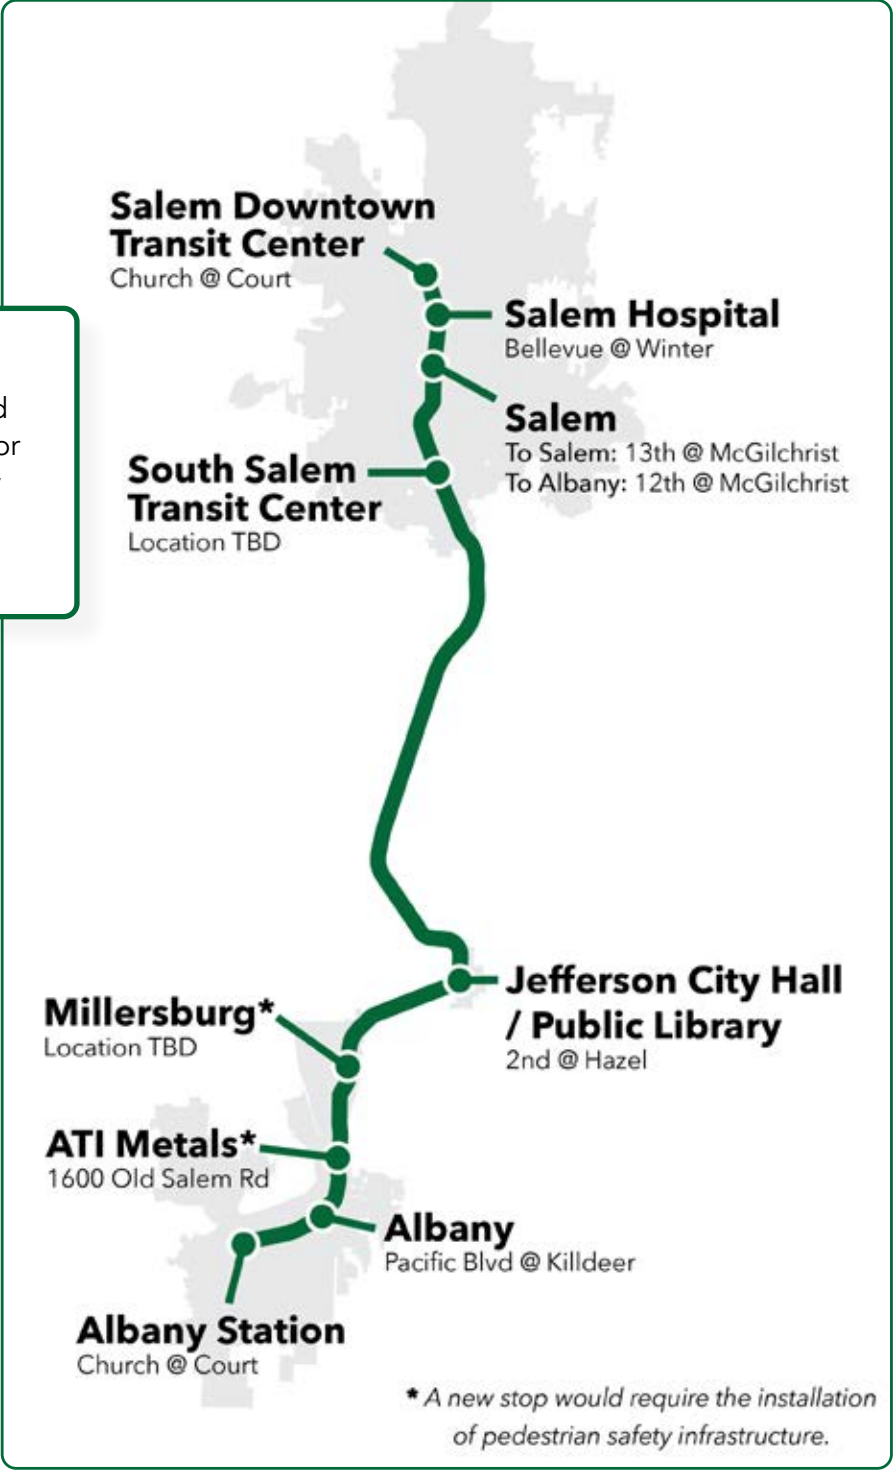 Salem Downtown
Transit Center
Church @ Court
Salem Hospital
Bellevue @ Winter
d
or
Salem
To Salem: 13th @ McGilchrist
To Albany: 12th @ McGilchrist
South Salem
Transit Center
Location TBD
Jefferson City Hall
/ Public Library
2nd @ Hazel
Millersburg*
Location TBD
ATI Metals*
1600 Old Salem Rd
Albany
Pacific Blvd @ Killdeer
Albany Station
Church @ Court
* A new stop would require the installation
of pedestrian safety infrastructure.